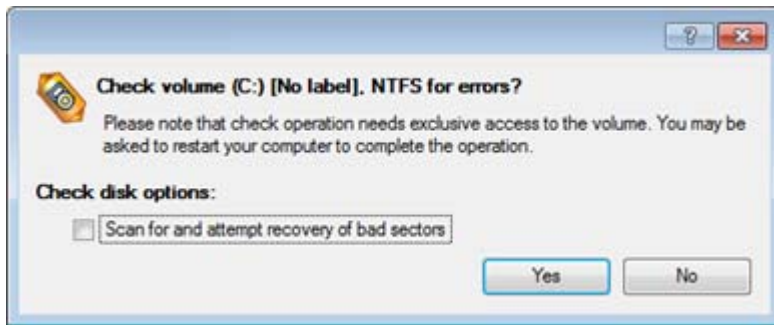 Check volume (C:) [No label], NTFS for errors?
Please note that check operation needs exclusive access to the volume. You may be
asked to restart your computer to complete the operation.
Check disk options:
Scan for and attempt recovery of bad sectors
Yes No